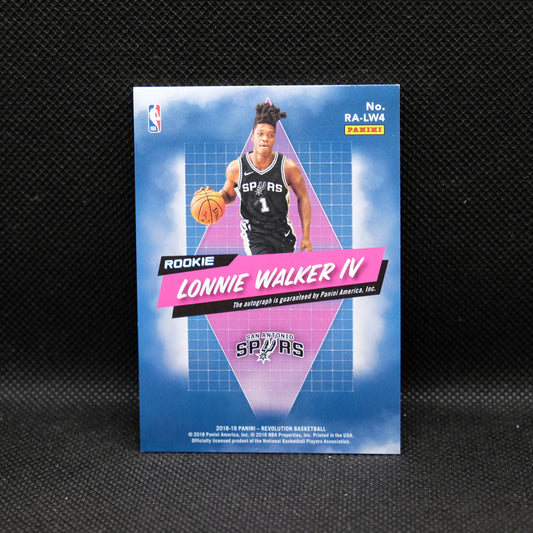 No.
RA-LW4
PANINI
SPURS
1
ROOKIE
LONNIE WALKER IV
The autograph is guaranteed by Panini America, Inc.
SAN ANTONIO
SPURS
2018-19 PANINI – REVOLUTION BASKETBALL
© 2018 Panini America, Inc. © 2018 NBA Properties, Inc. Printed in the USA.
Officially licensed product of the National Basketball Players Association.